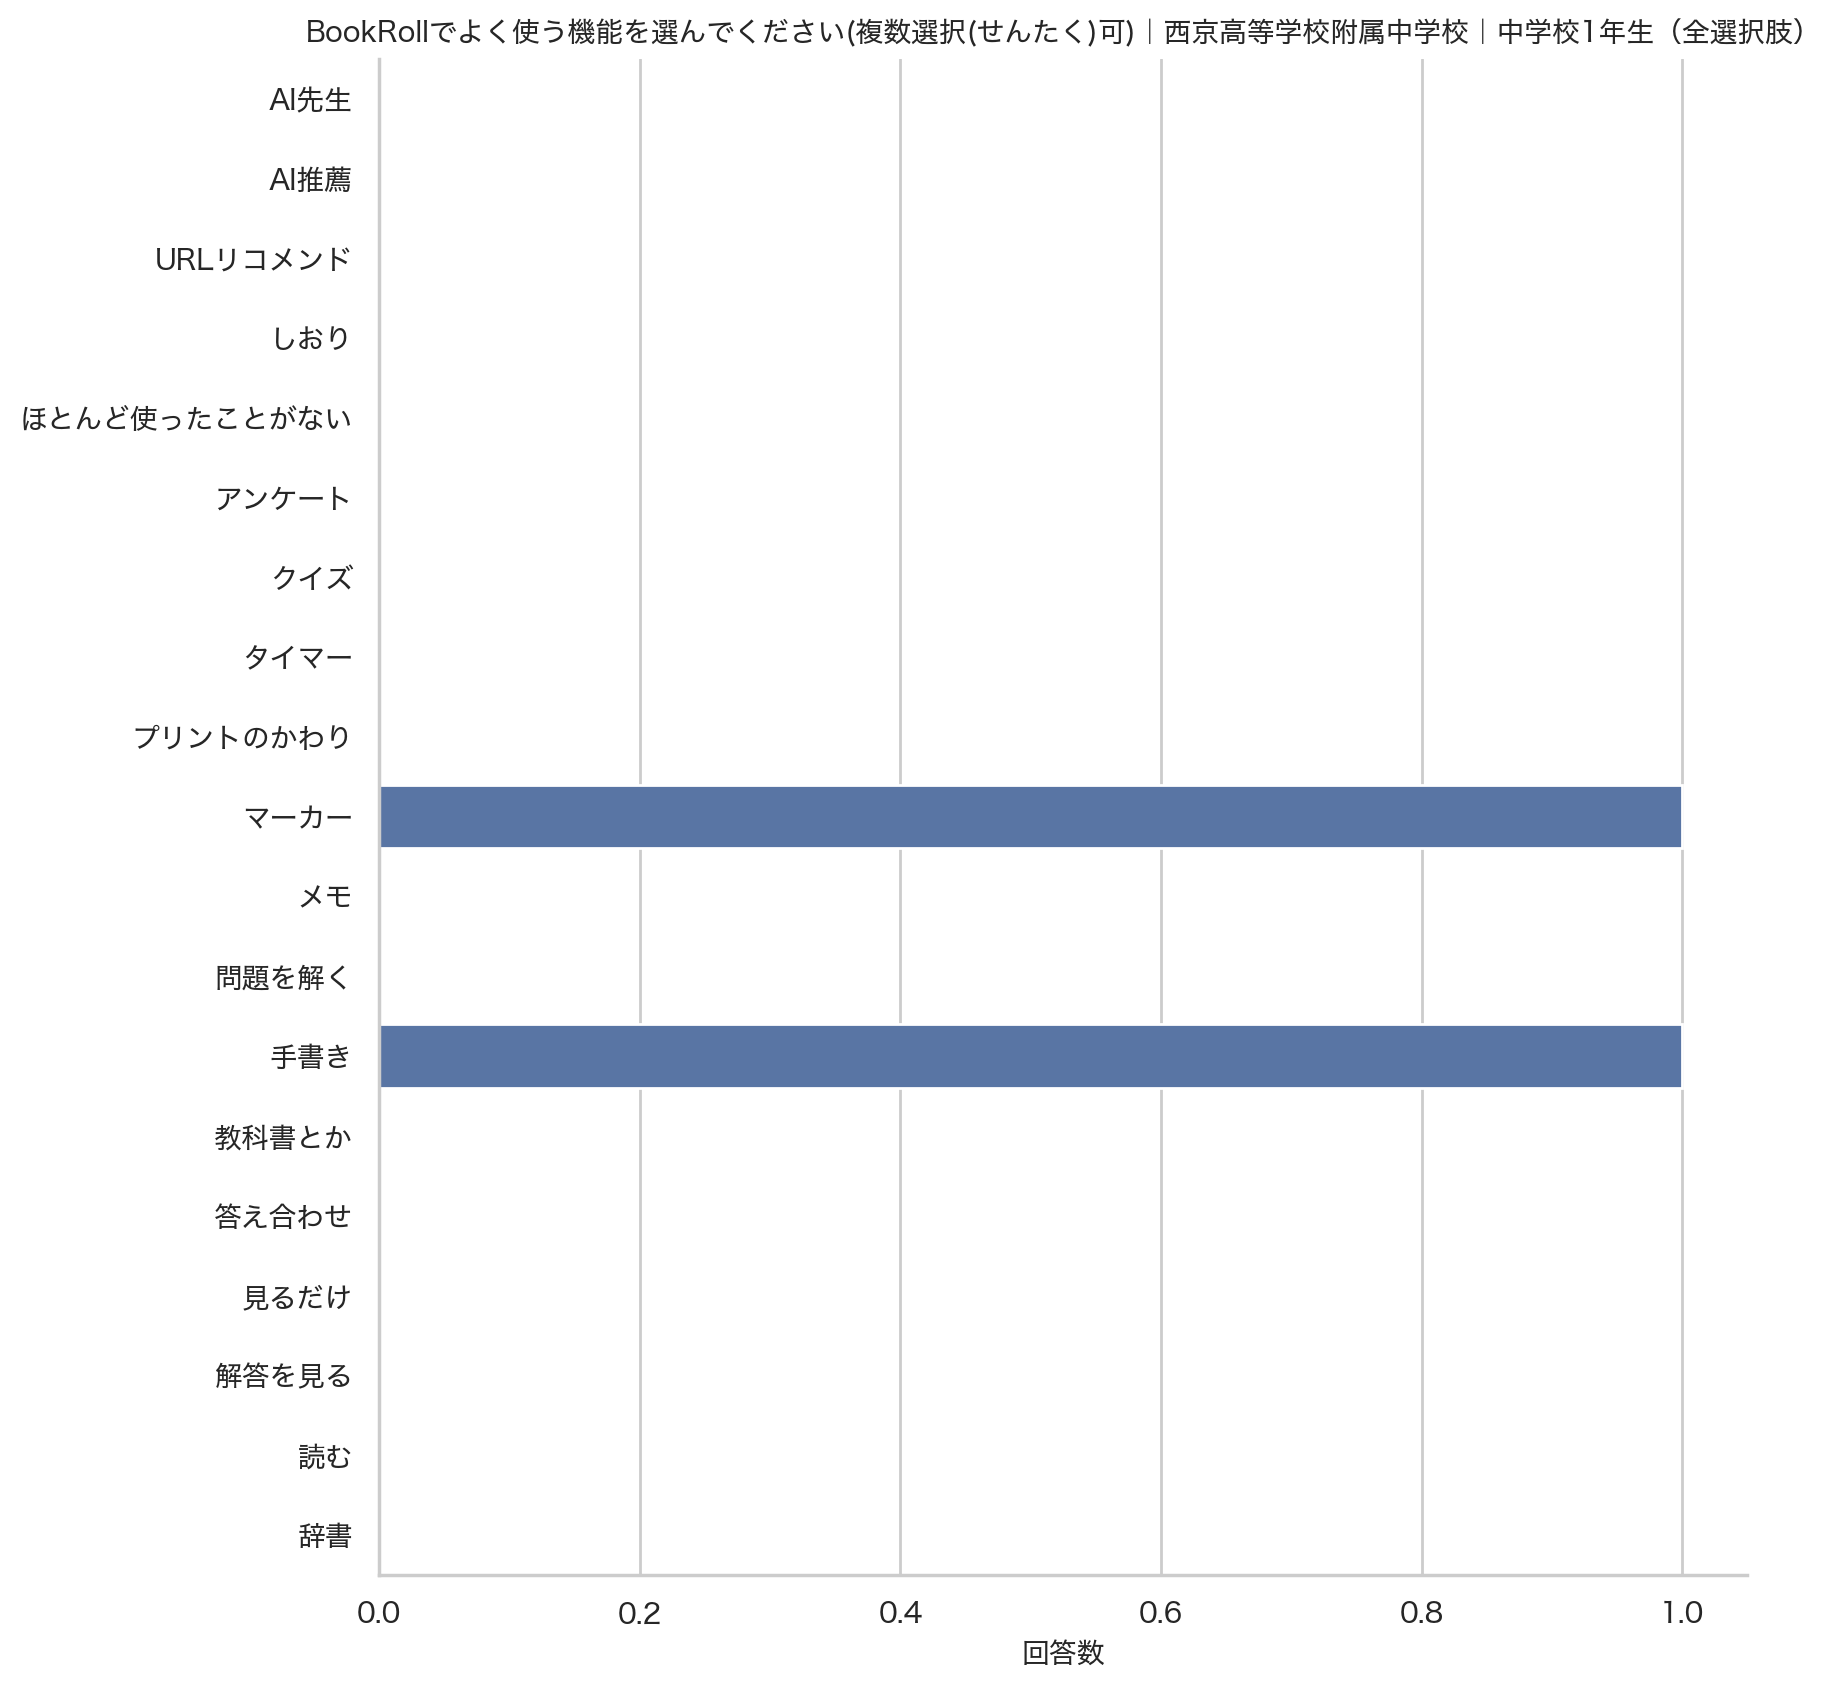 BookRollでよく使う機能を選んでください(複数選択(せんたく)可)｜西京高等学校附属中学校｜中学校1年生（全選択肢）
AI先生
AI推薦
URLリコメンド
しおり
ほとんど使ったことがない
アンケート
クイズ
タイマー
プリントのかわり
マーカー
メモ
問題を解く
手書き
教科書とか
答え合わせ
見るだけ
解答を見る
読む
辞書
0.0 0.2 0.4 0.6 0.8 1.0
回答数